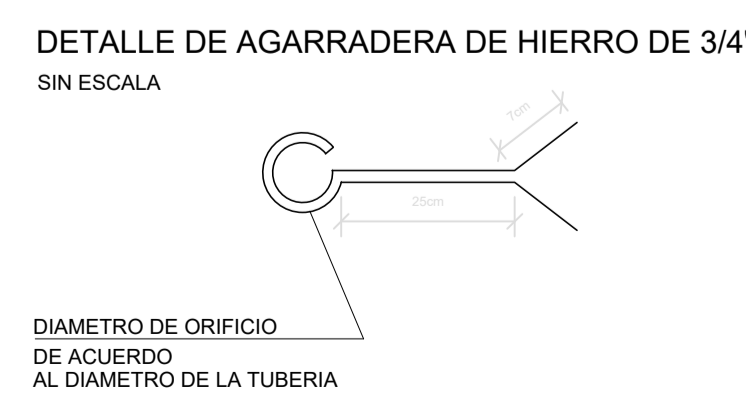 DETALLE DE AGARRADERA DE HIERRO DE 3/4"
SIN ESCALA
7cm
25cm
DIAMETRO DE ORIFICIO
DE ACUERDO
AL DIAMETRO DE LA TUBERIA